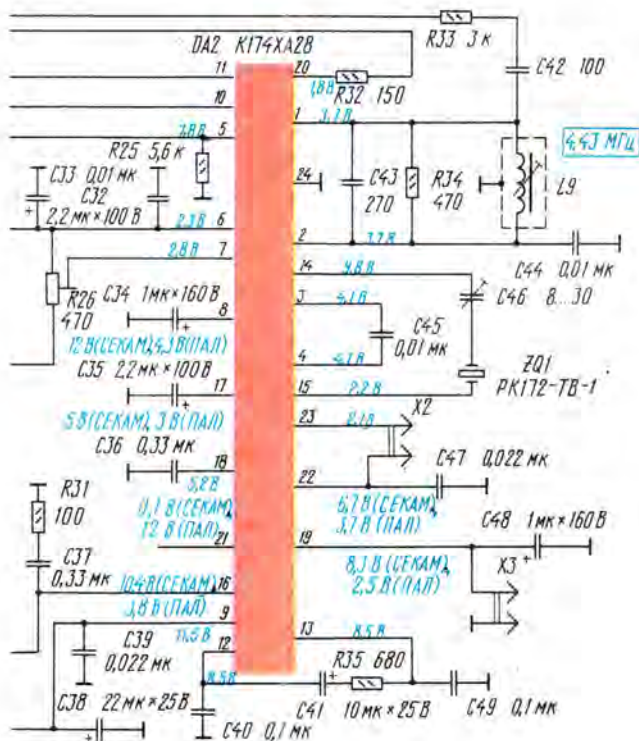 R33 3 к
DA2 К174ХА28
C42 100
11
20
1,8 В
R32 150
10
1
3,7 В
5
7,8 В
R25 5,6 к
4,43 МГц
C33 0,01 мк
C32
24
C43
270
R34
470
L9
2,2 мк×100 В
2,3 В
6
2
3,7 В
2,8 В
7
C44 0,01 мк
R26
470
C34 1 мк×160 В
14
9,8 В
C46 8...30
8
3
4,1 В
C45
0,01 мк
12 В (СЕКАМ), 4,3 В (ПАЛ)
4
4,1 В
ZQ1
РК172-ТВ-1
C35 2,2 мк×100 В
17
15
2,2 В
5 В (СЕКАМ), 3 В (ПАЛ)
23
2,1 В
X2
C36 0,33 мк
18
5,2 В
22
C47 0,022 мк
R31
100
0,1 В (СЕКАМ),
12 В (ПАЛ)
6,7 В (СЕКАМ),
5,7 В (ПАЛ)
21
19
C48 1 мк×160 В
C37
0,33 мк
8,3 В (СЕКАМ),
2,5 В (ПАЛ)
X3
10,4 В (СЕКАМ),
3,8 В (ПАЛ)
16
9
11,5 В
C39
0,022 мк
12
13
8,5 В
8,5 В
R35 680
C38 22 мк×25 В
C41 10 мк×25 В
C49 0,1 мк
C40 0,1 мк